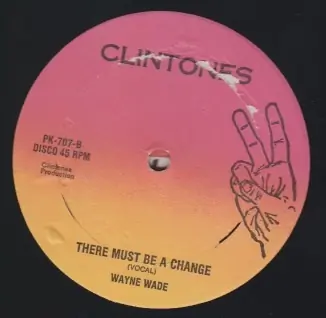 CLINTONES
PK-707-B
DISCO 45 RPM
Clintones
Production
THERE MUST BE A CHANGE
(VOCAL)
WAYNE WADE